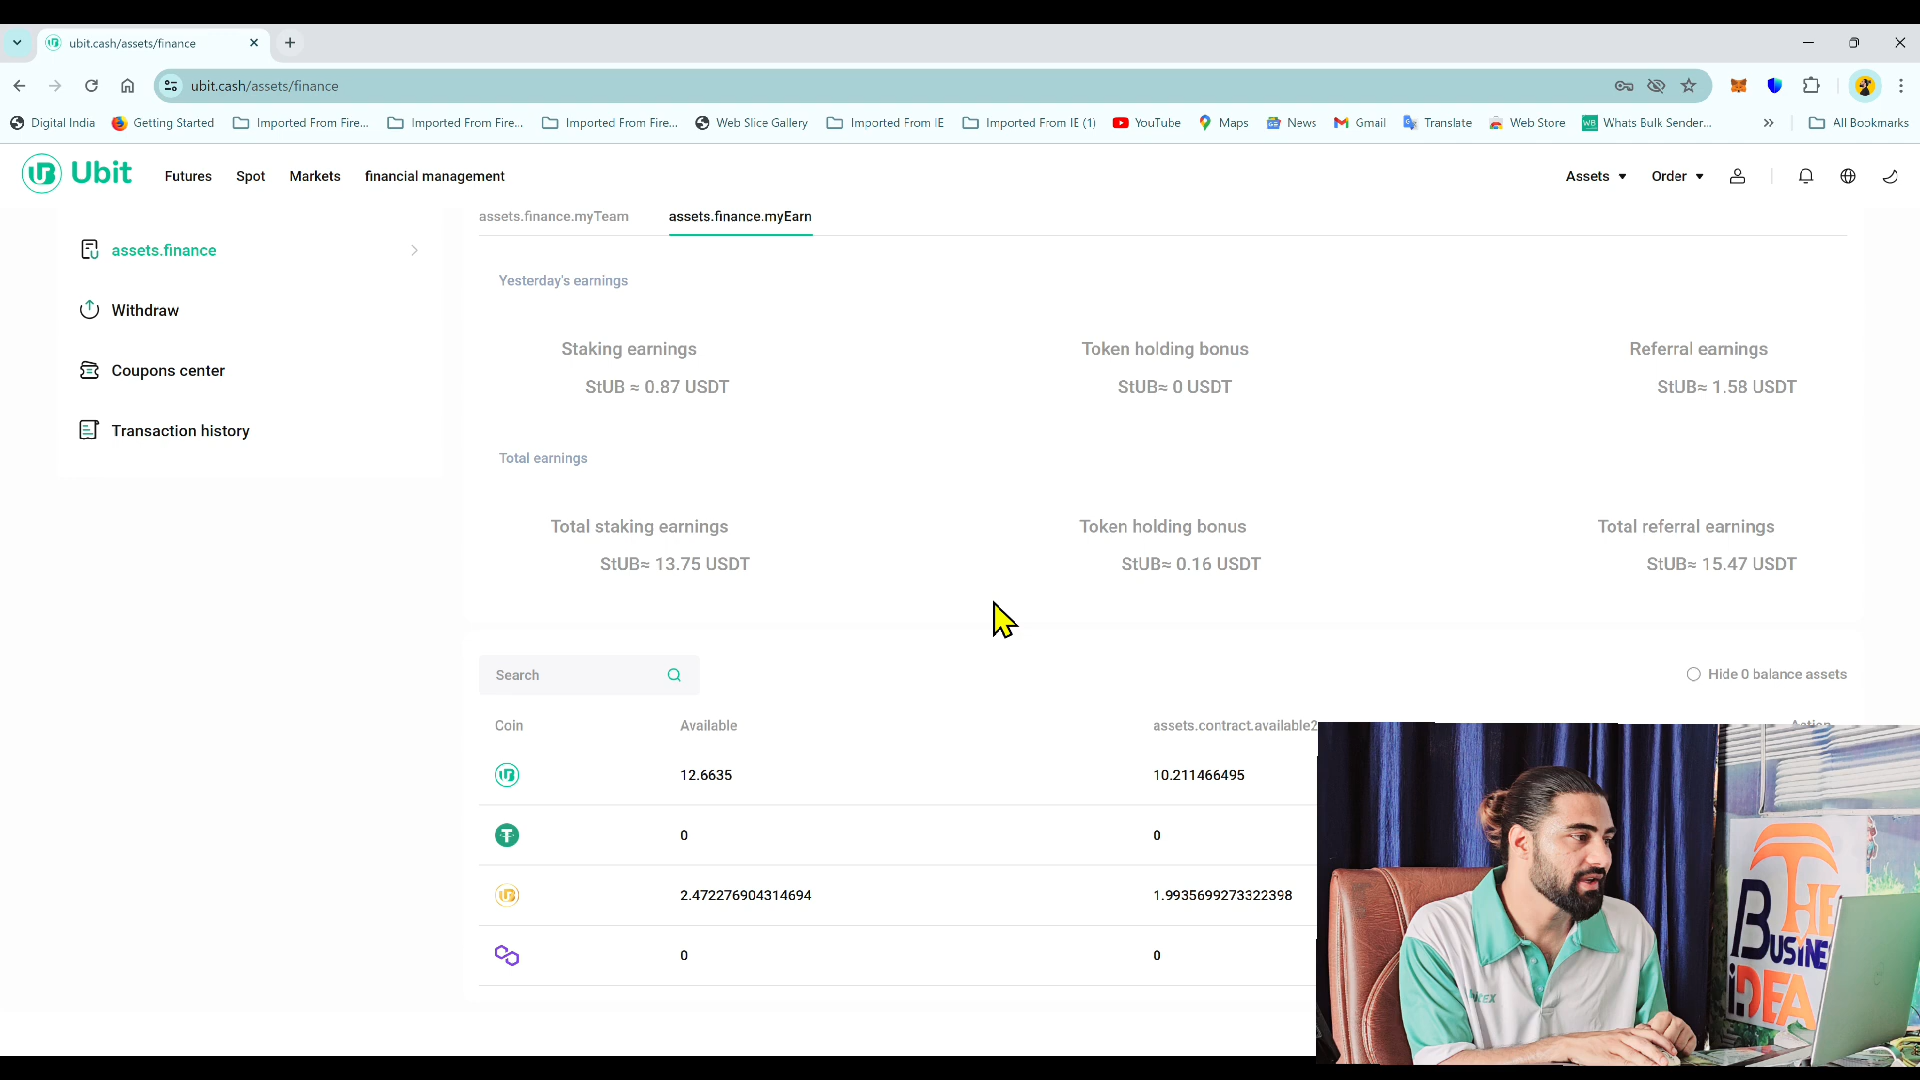 ubit.cash/assets/finance
ubit.cash/assets/finance
Digital India
Getting Started
Imported From Fire...
Imported From Fire...
Imported From Fire...
Web Slice Gallery
Imported From IE
Imported From IE (1)
YouTube
Maps
News
Gmail
Translate
Web Store
WB
Whats Bulk Sender...
All Bookmarks
Ubit
Futures
Spot
Markets
financial management
Assets
Order
assets.finance
Withdraw
Coupons center
Transaction history
assets.finance.myTeam
assets.finance.myEarn
Yesterday's earnings
Staking earnings
Token holding bonus
Referral earnings
StUB ≈ 0.87 USDT
StUB≈ 0 USDT
StUB≈ 1.58 USDT
Total earnings
Total staking earnings
Token holding bonus
Total referral earnings
StUB≈ 13.75 USDT
StUB≈ 0.16 USDT
StUB≈ 15.47 USDT
Search
Hide 0 balance assets
Coin
Available
assets.contract.available2
Action
12.6635
10.211466495
0
0
2.472276904314694
1.9935699273322398
0
0
THE
BUSINE
iDEA